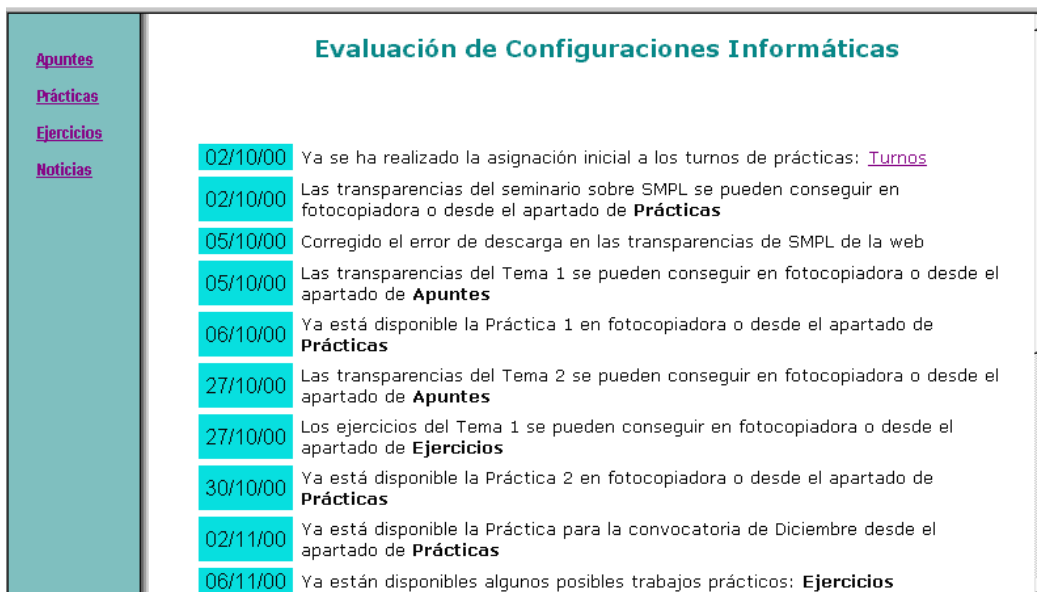 Apuntes
Prácticas
Ejercicios
Noticias
Evaluación de Configuraciones Informáticas
02/10/00 Ya se ha realizado la asignación inicial a los turnos de prácticas: Turnos
02/10/00 Las transparencias del seminario sobre SMPL se pueden conseguir en
fotocopiadora o desde el apartado de Prácticas
05/10/00 Corregido el error de descarga en las transparencias de SMPL de la web
05/10/00 Las transparencias del Tema 1 se pueden conseguir en fotocopiadora o desde el
apartado de Apuntes
06/10/00 Ya está disponible la Práctica 1 en fotocopiadora o desde el apartado de
Prácticas
27/10/00 Las transparencias del Tema 2 se pueden conseguir en fotocopiadora o desde el
apartado de Apuntes
27/10/00 Los ejercicios del Tema 1 se pueden conseguir en fotocopiadora o desde el
apartado de Ejercicios
30/10/00 Ya está disponible la Práctica 2 en fotocopiadora o desde el apartado de
Prácticas
02/11/00 Ya está disponible la Práctica para la convocatoria de Diciembre desde el
apartado de Prácticas
06/11/00 Ya están disponibles algunos posibles trabajos prácticos: Ejercicios